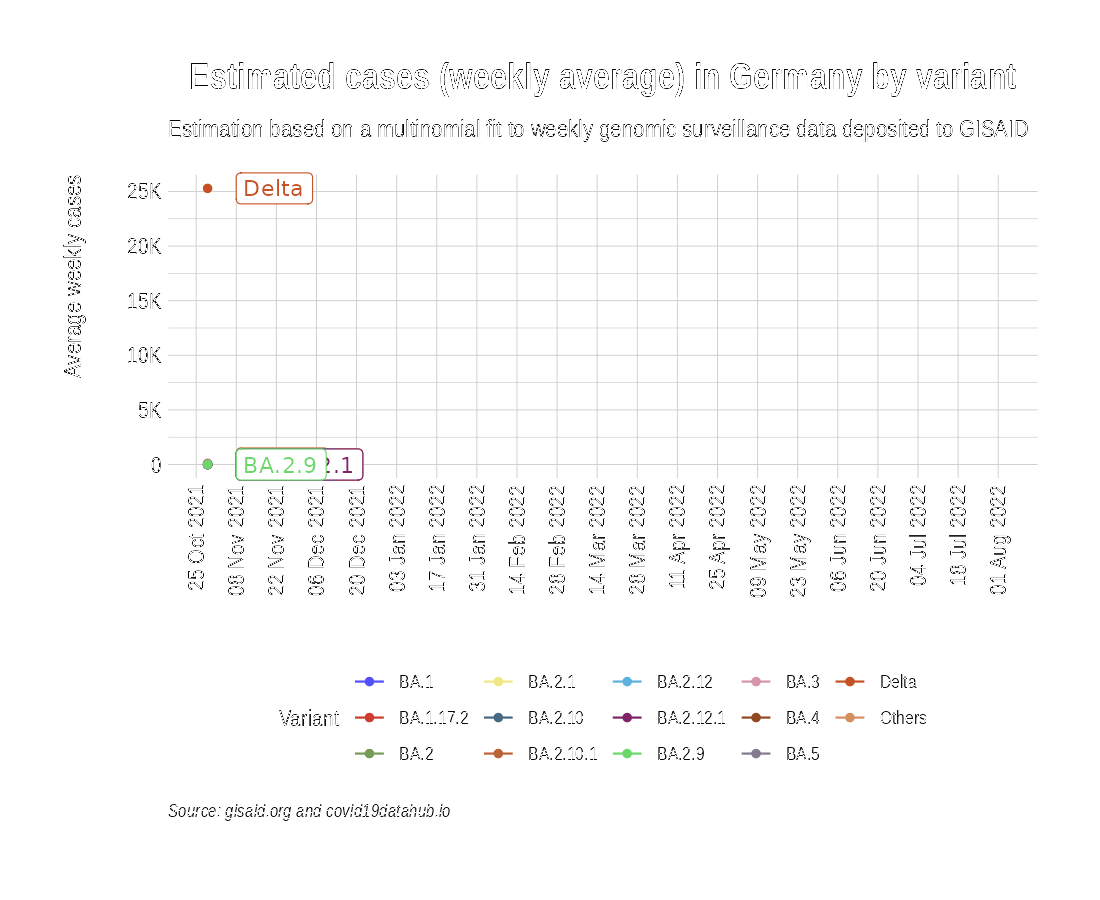 Estimated cases (weekly average) in Germany by variant
Estimation based on a multinomial fit to weekly genomic surveillance data deposited to GISAID
Average weekly cases
25K
20K
15K
10K
5K
0
Delta
BA.2.9
2.1
25 Oct 2021
08 Nov 2021
22 Nov 2021
06 Dec 2021
20 Dec 2021
03 Jan 2022
17 Jan 2022
31 Jan 2022
14 Feb 2022
28 Feb 2022
14 Mar 2022
28 Mar 2022
11 Apr 2022
25 Apr 2022
09 May 2022
23 May 2022
06 Jun 2022
20 Jun 2022
04 Jul 2022
18 Jul 2022
01 Aug 2022
Variant
BA.1
BA.1.17.2
BA.2
BA.2.1
BA.2.10
BA.2.10.1
BA.2.12
BA.2.12.1
BA.2.9
BA.3
BA.4
BA.5
Delta
Others
Source: gisaid.org and covid19datahub.io